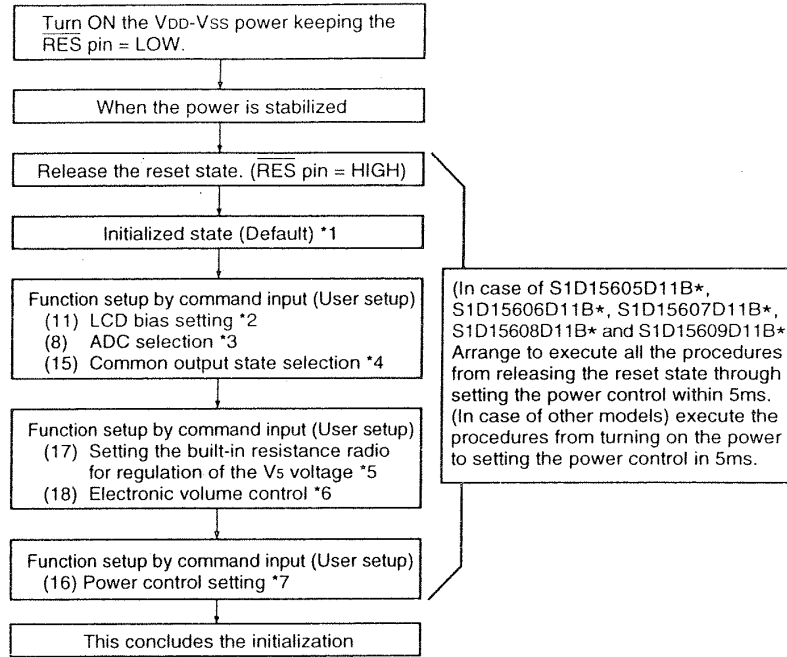 Turn ON the VDD-VSS power keeping the
RES pin = LOW.
When the power is stabilized
Release the reset state. (RES pin = HIGH)
Initialized state (Default) *1
Function setup by command input (User setup)
(11) LCD bias setting *2
(8) ADC selection *3
(15) Common output state selection *4
Function setup by command input (User setup)
(17) Setting the built-in resistance radio
for regulation of the V5 voltage *5
(18) Electronic volume control *6
Function setup by command input (User setup)
(16) Power control setting *7
This concludes the initialization
(In case of S1D15605D11B*,
S1D15606D11B*, S1D15607D11B*,
S1D15608D11B* and S1D15609D11B*
Arrange to execute all the procedures
from releasing the reset state through
setting the power control within 5ms.
(In case of other models) execute the
procedures from turning on the power
to setting the power control in 5ms.